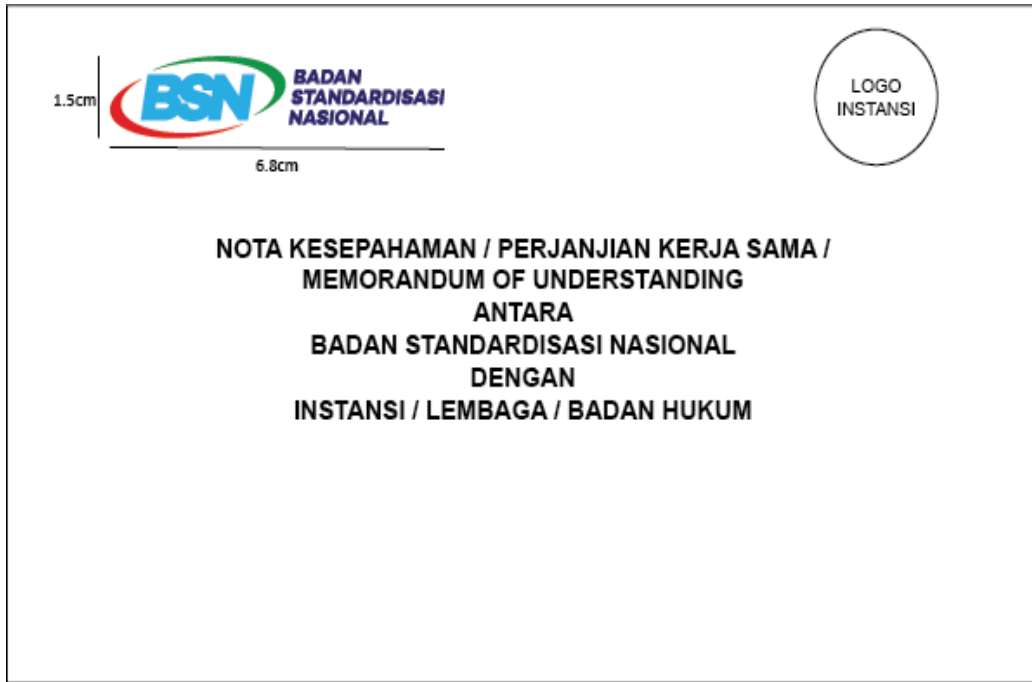 1.5cm
BSN
BADAN
STANDARDISASI
NASIONAL
6.8cm
LOGO
INSTANSI
NOTA KESEPAHAMAN / PERJANJIAN KERJA SAMA /
MEMORANDUM OF UNDERSTANDING
ANTARA
BADAN STANDARDISASI NASIONAL
DENGAN
INSTANSI / LEMBAGA / BADAN HUKUM